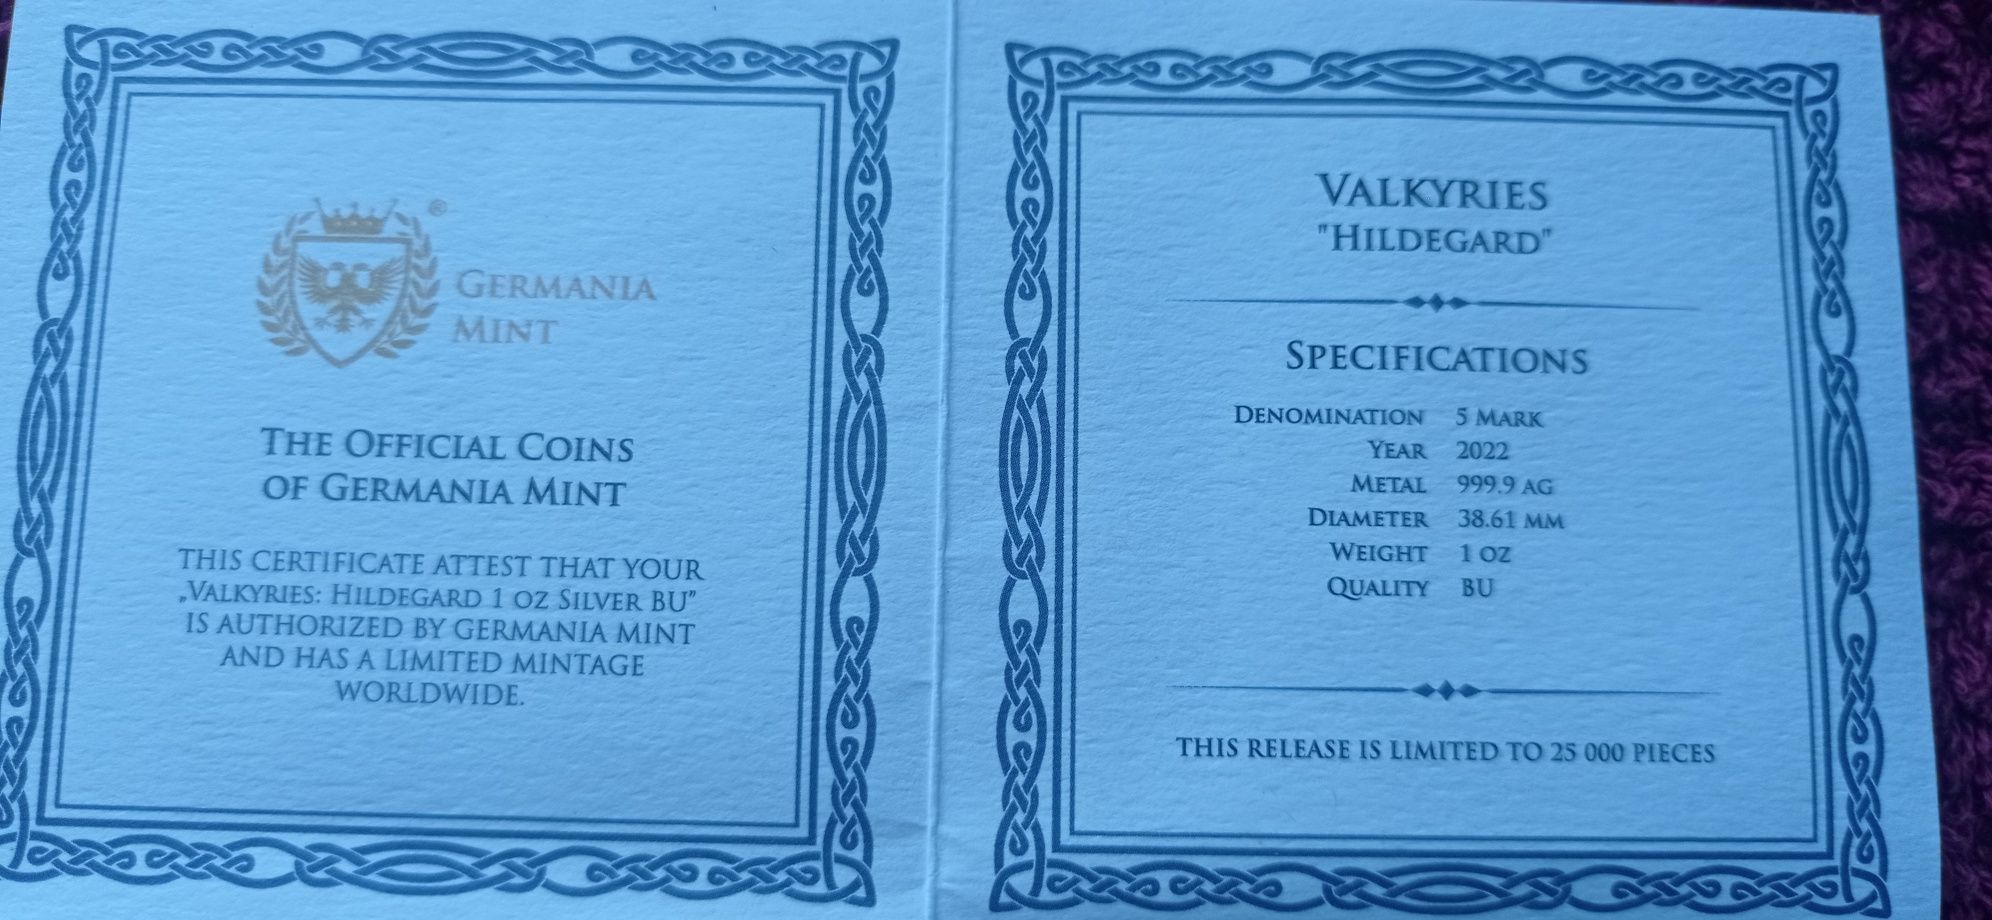 ®
GERMANIA
MINT
THE OFFICIAL COINS
OF GERMANIA MINT
THIS CERTIFICATE ATTEST THAT YOUR
„VALKYRIES: HILDEGARD 1 OZ SILVER BU”
IS AUTHORIZED BY GERMANIA MINT
AND HAS A LIMITED MINTAGE
WORLDWIDE.
VALKYRIES
"HILDEGARD"
SPECIFICATIONS
DENOMINATION 5 MARK
YEAR 2022
METAL 999.9 AG
DIAMETER 38.61 MM
WEIGHT 1 OZ
QUALITY BU
THIS RELEASE IS LIMITED TO 25 000 PIECES